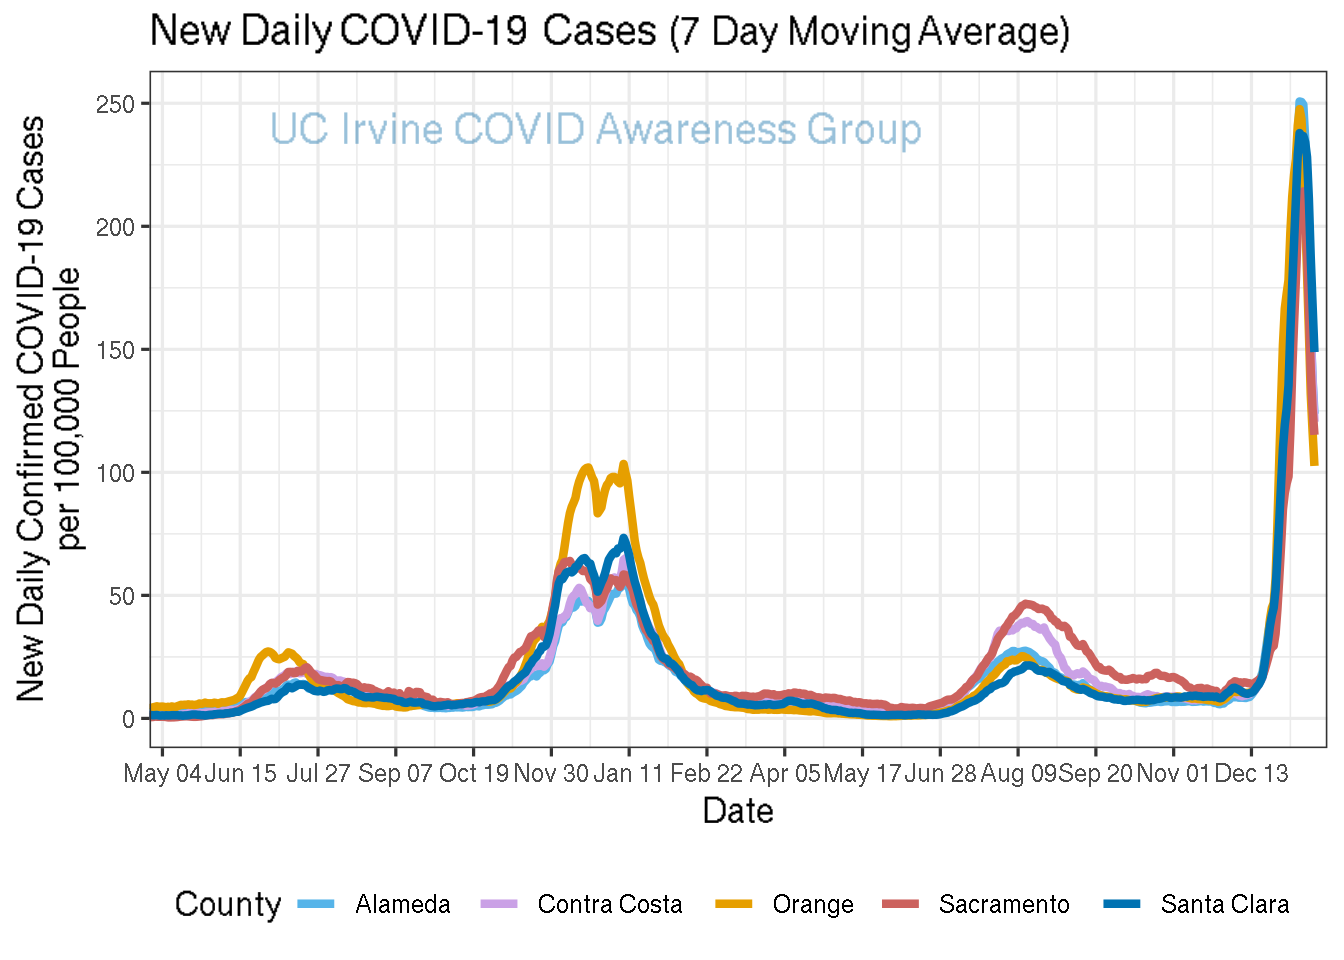 New Daily COVID-19 Cases (7 Day Moving Average)
UC Irvine COVID Awareness Group
New Daily Confirmed COVID-19 Cases
per 100,000 People
250
200
150
100
50
0
May 04 Jun 15 Jul 27 Sep 07 Oct 19 Nov 30 Jan 11 Feb 22 Apr 05 May 17 Jun 28 Aug 09 Sep 20 Nov 01 Dec 13
Date
County Alameda Contra Costa Orange Sacramento Santa Clara